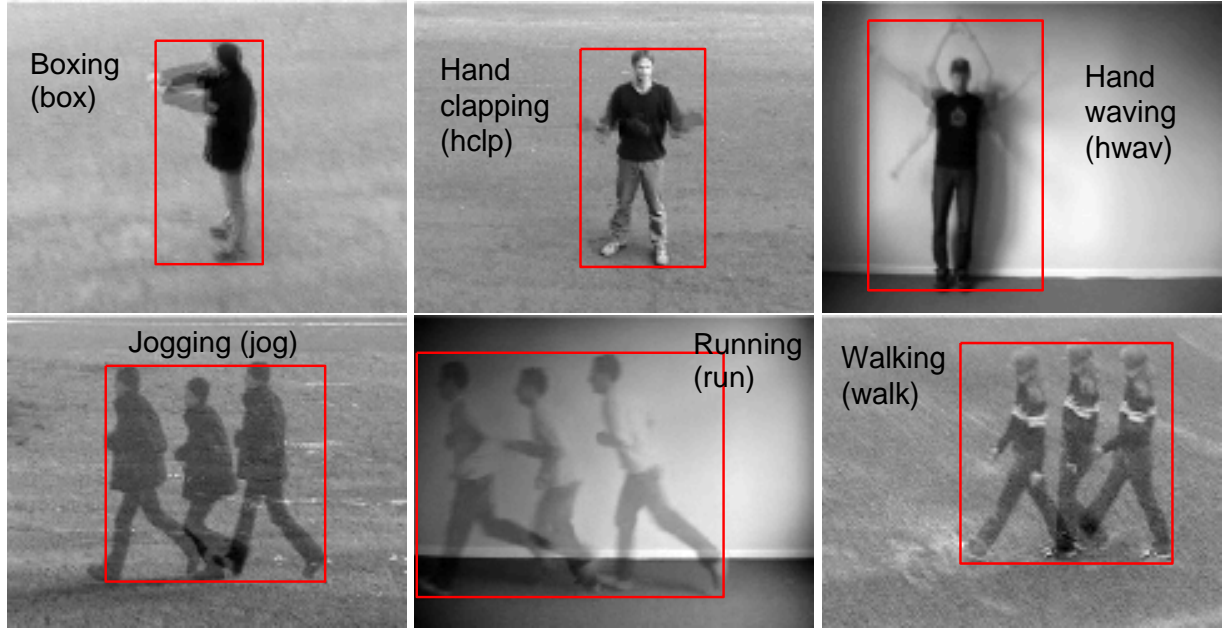 Boxing
(box)
Hand
clapping
(hclp)
Hand
waving
(hwav)
Jogging (jog)
Running
(run)
Walking
(walk)